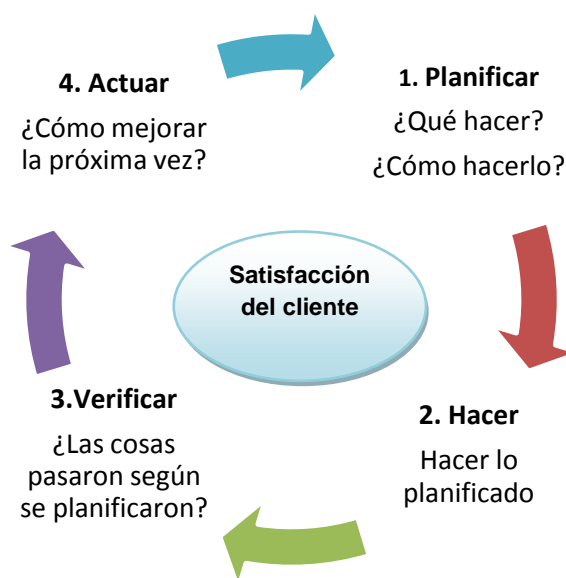 1. Planificar
¿Qué hacer?
¿Cómo hacerlo?
2. Hacer
Hacer lo
planificado
3.Verificar
¿Las cosas
pasaron según
se planificaron?
4. Actuar
¿Cómo mejorar
la próxima vez?
Satisfacción
del cliente